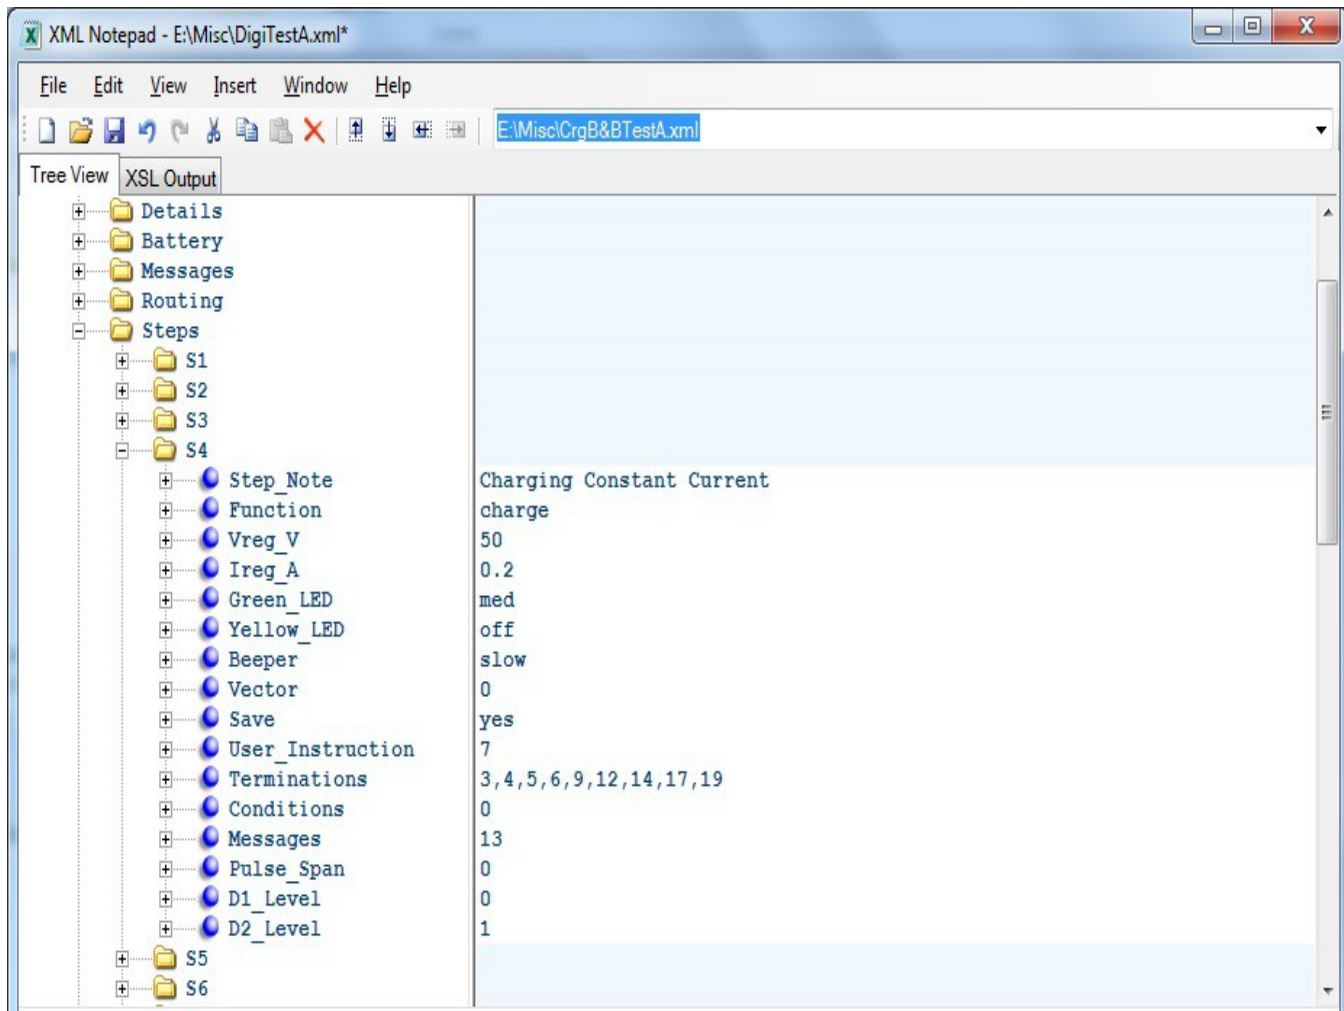 XML Notepad - E:\Misc\DigiTestA.xml*
File Edit View Insert Window Help
E:\Misc\CrgB&BTestA.xml
Tree View XSL Output
Details
Battery
Messages
Routing
Steps
S1
S2
S3
S4
Step_Note Charging Constant Current
Function charge
Vreg_V 50
Ireg_A 0.2
Green_LED med
Yellow_LED off
Beeper slow
Vector 0
Save yes
User_Instruction 7
Terminations 3,4,5,6,9,12,14,17,19
Conditions 0
Messages 13
Pulse_Span 0
D1_Level 0
D2_Level 1
S5
S6